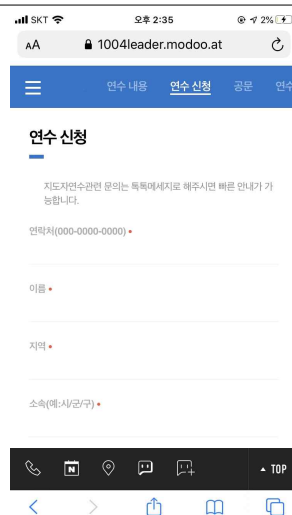 SKT 오후 2:35 2%
AA 1004leader.modoo.at
연수 내용 연수 신청 공문 연수
연수 신청
지도자연수관련 문의는 톡톡메세지로 해주시면 빠른 안내가 가
능합니다.
연락처(000-0000-0000)
이름
지역
소속(예:시/군/구)
N TOP